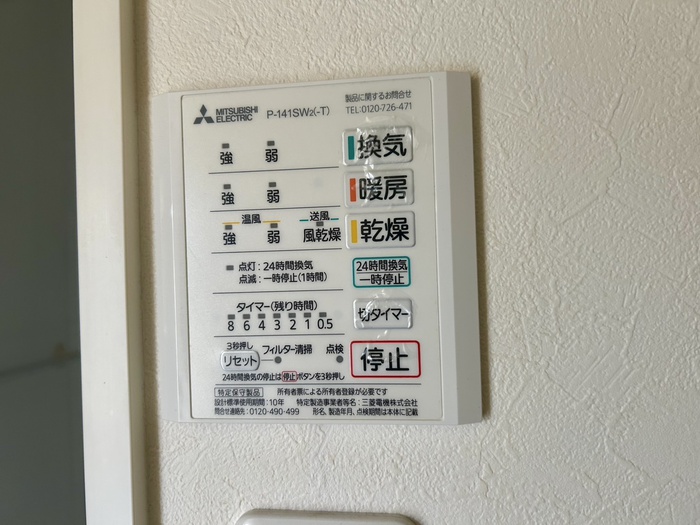 MITSUBISHI ELECTRIC P-141SW2(-T)
製品に関するお問合せ
TEL:0120-726-471
強 弱 換気
強 弱 暖房
温風 送風
強 弱 風乾燥 乾燥
点灯:24時間換気
点滅:一時停止(1時間)
24時間換気
一時停止
タイマー(残り時間)
8 6 4 3 2 1 0.5
切タイマー
3秒押し
リセット フィルター清掃 点検
停止
24時間換気の停止は停止ボタンを3秒押し
特定保守製品 所有者票による所有者登録が必要です
設計標準使用期間:10年 特定製造事業者等名:三菱電機株式会社
問合せ連絡先:0120-490-499 形名、製造年月、点検期間は本体に記載